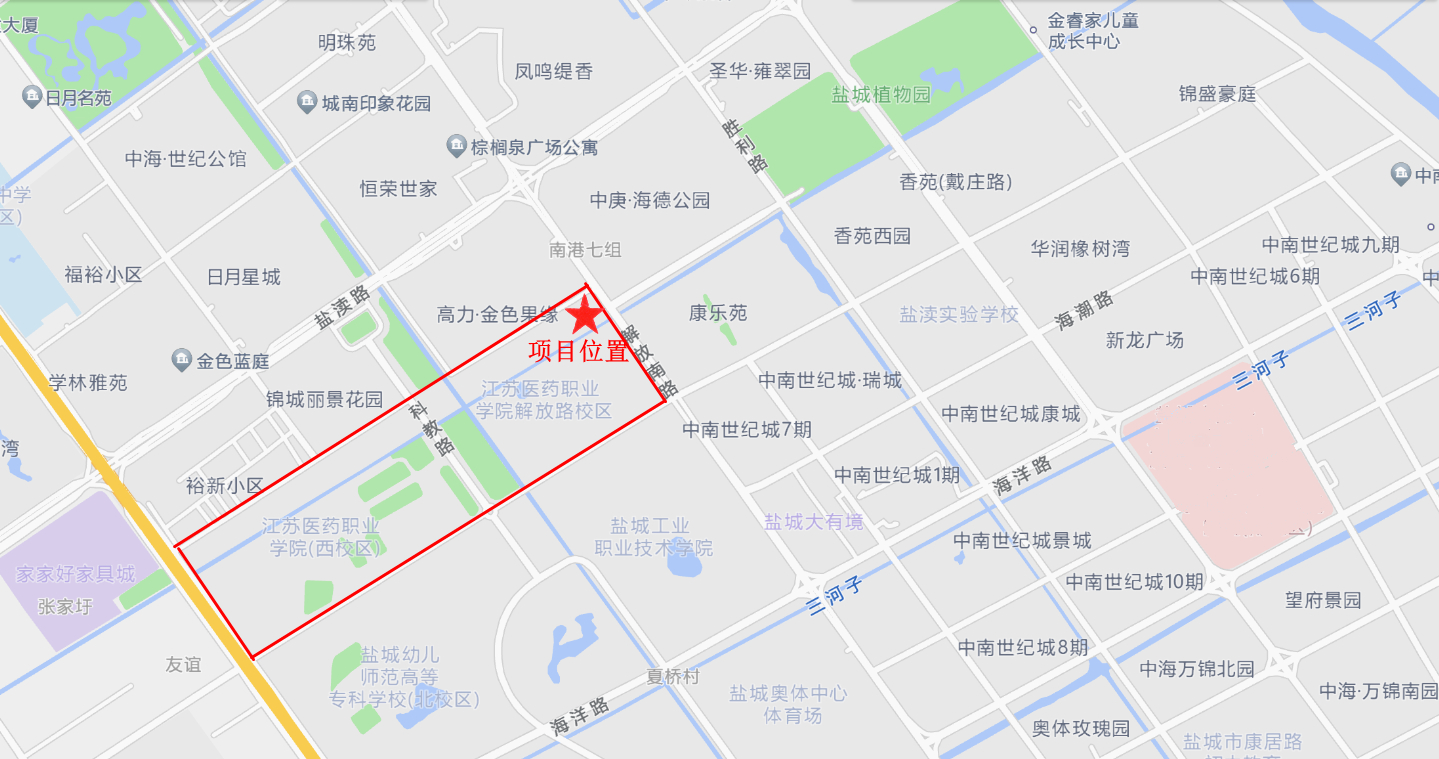 大厦
金睿家儿童
成长中心
明珠苑
凤鸣缇香
圣华·雍翠园
日月名苑
城南印象花园
盐城植物园
锦盛豪庭
胜利路
棕榈泉广场公寓
中海·世纪公馆
恒荣世家
香苑(戴庄路)
中南
中学
区)
中庚·海德公园
香苑西园
南港七组
华润橡树湾
中南世纪城九期
福裕小区
日月星城
中南世纪城6期
中
盐渎路
高力·金色果缘
康乐苑
盐渎实验学校
海潮路
三河子
项目位置
解放南路
新龙广场
金色蓝庭
学林雅苑
三河子
锦城丽景花园
江苏医药职业
学院解放路校区
中南世纪城·瑞城
科教路
中南世纪城康城
中南世纪城7期
湾
裕新小区
中南世纪城1期
海洋路
江苏医药职业
学院(西校区)
盐城工业
职业技术学院
盐城大有境
中南世纪城景城
家家好家具城
张家圩
三河子
中南世纪城10期
望府景园
友谊
盐城幼儿
师范高等
专科学校(北校区)
夏桥村
中南世纪城8期
中海万锦北园
盐城奥体中心
体育场
中海·万锦南园
海洋路
奥体玫瑰园
盐城市康居路